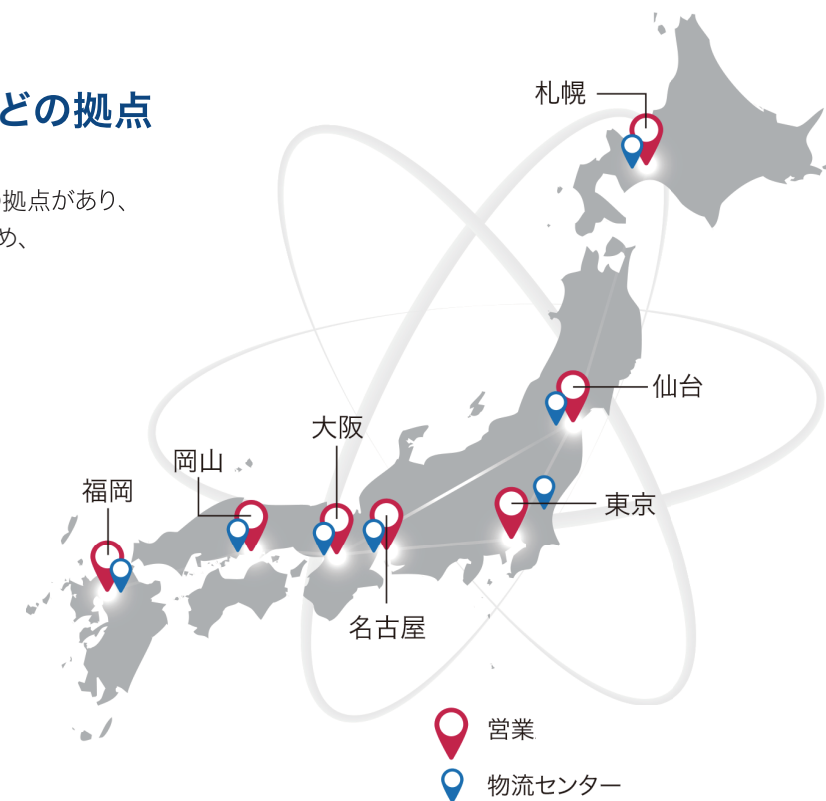 どの拠点
拠点があり、
め、
札幌
仙台
大阪
岡山
福岡
東京
名古屋
営業
物流センター